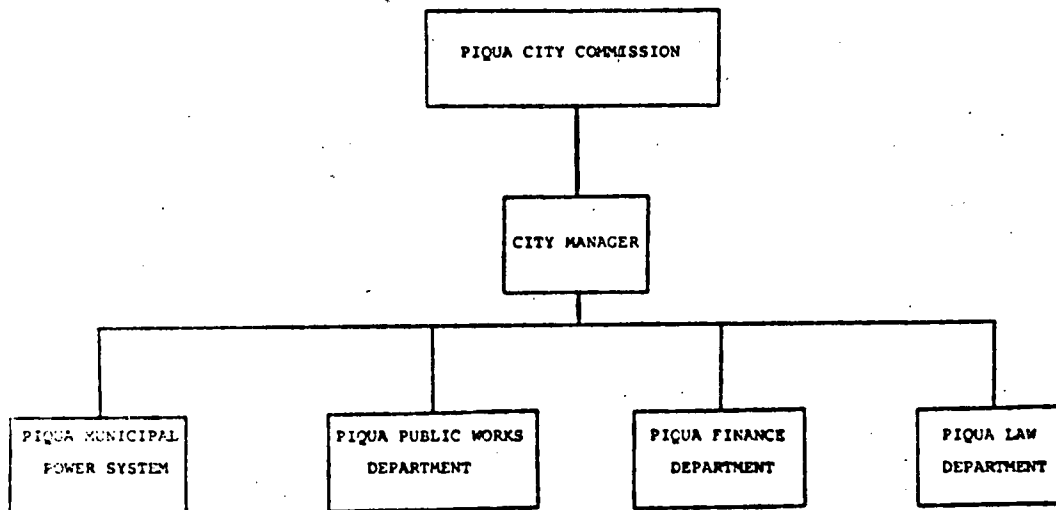 PIQUA CITY COMMISSION
CITY MANAGER
PIQUA MUNICIPAL
POWER SYSTEM
PIQUA PUBLIC WORKS
DEPARTMENT
PIQUA FINANCE
DEPARTMENT
PIQUA LAW
DEPARTMENT